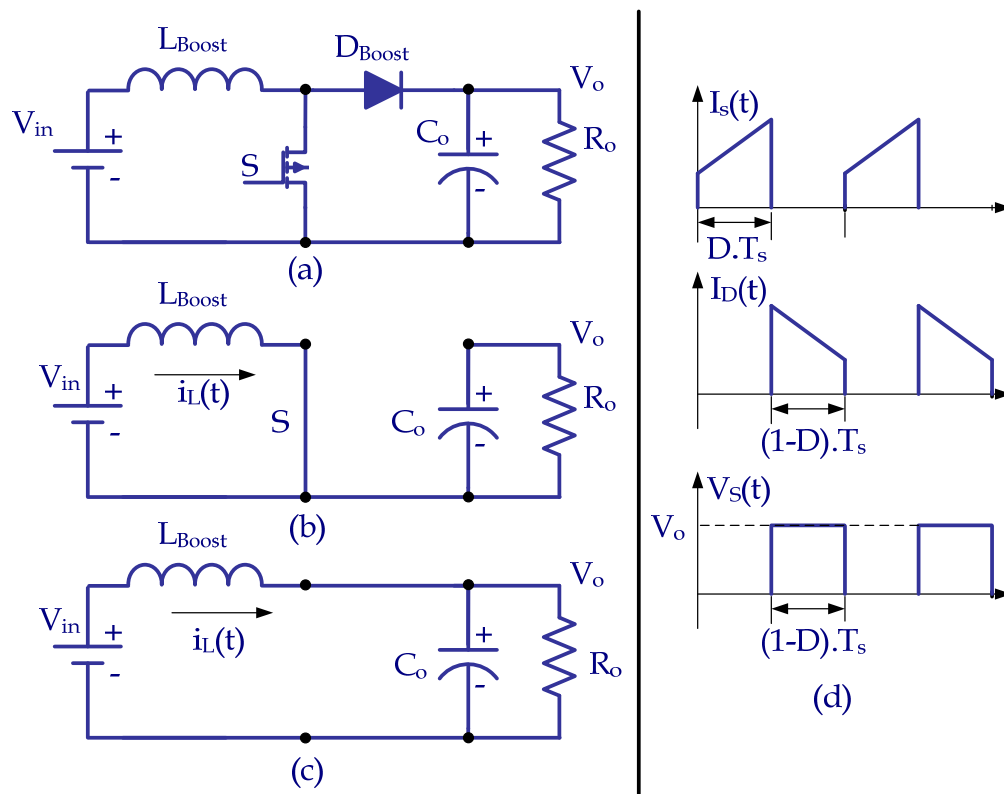 L_Boost
D_Boost
V_in
+
-
S
C_o
+
-
V_o
R_o
(a)
L_Boost
V_in
+
-
i_L(t)
S
C_o
+
-
V_o
R_o
(b)
L_Boost
V_in
+
-
i_L(t)
C_o
+
-
V_o
R_o
(c)
I_s(t)
D.T_s
I_D(t)
(1-D).T_s
V_S(t)
V_o
(1-D).T_s
(d)